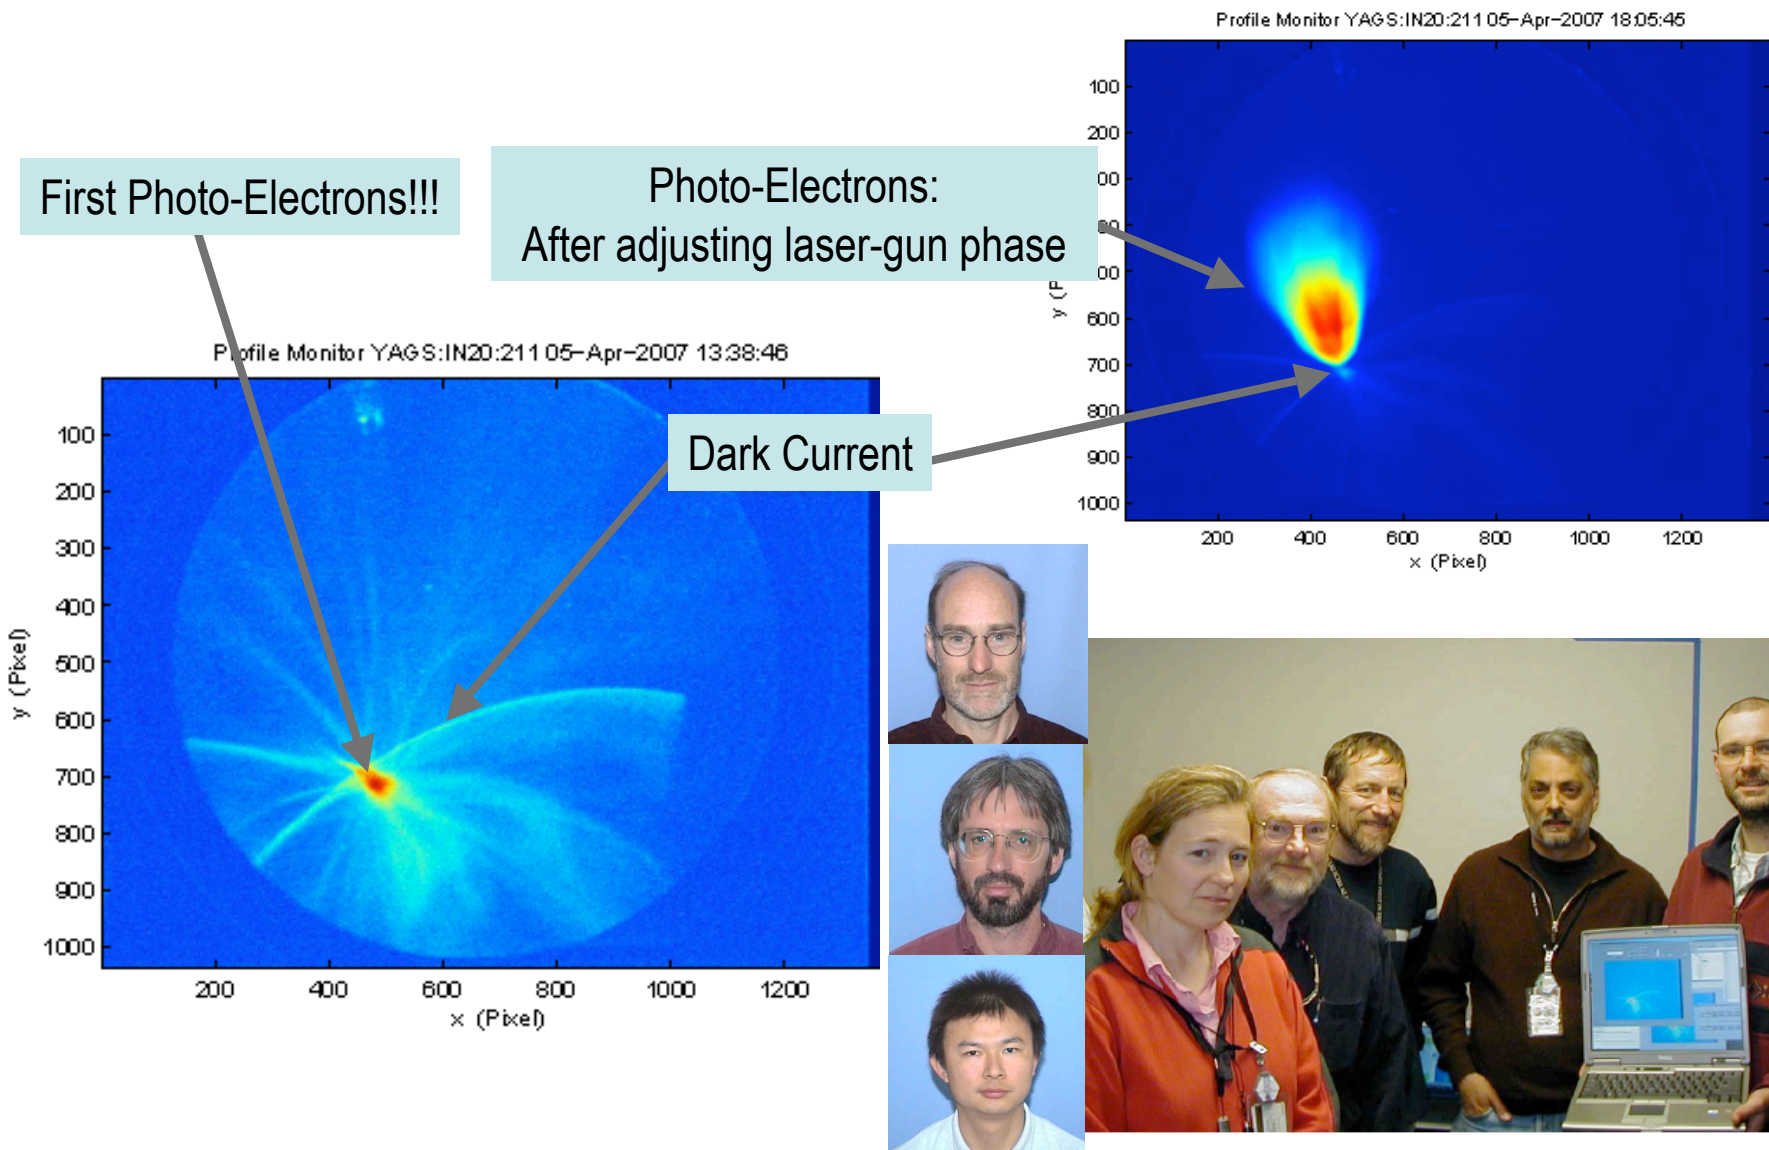 Profile Monitor YAGS:IN20:211 05-Apr-2007 18:05:45
100
200
00
00
600
700
800
900
1000
y (P
200
400
600
800
1000
1200
x (Pixel)
First Photo-Electrons!!!
Photo-Electrons:
After adjusting laser-gun phase
Profile Monitor YAGS:IN20:211 05-Apr-2007 13:38:46
Dark Current
100
200
300
400
500
600
700
800
900
1000
y (Pixel)
200
400
600
800
1000
1200
x (Pixel)
DELL